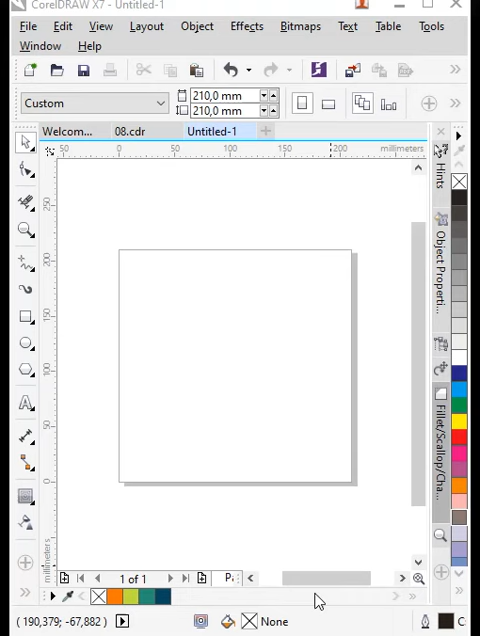 CorelDRAW X7 - Untitled-1
File Edit View Layout Object Effects Bitmaps Text Table Tools
Window Help
Custom 210,0 mm
210,0 mm
Welcom... 08.cdr Untitled-1
50 0 50 100 150 200 millimeters
250
200
150
100
50
0
millimeters
Hints
Object Properti...
Fillet/Scallop/Cha...
1 of 1
(190,379; -67,882) None C